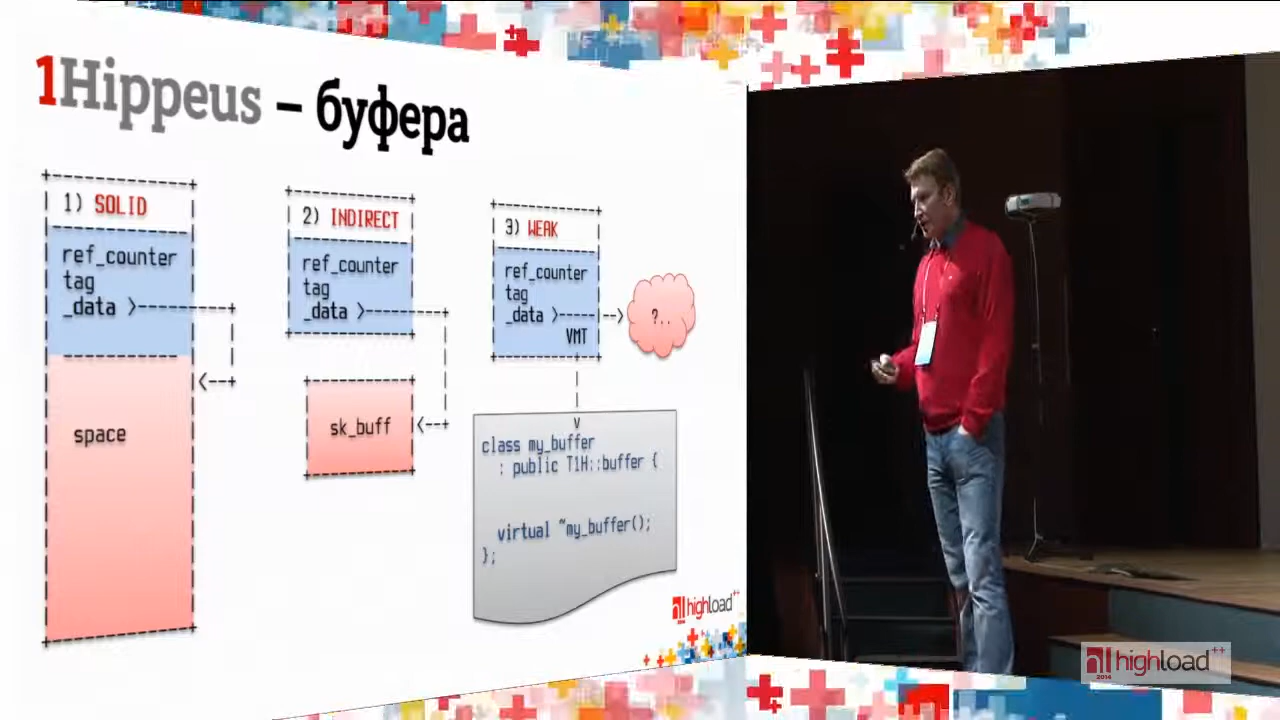 1Hippeus – буфера
1) SOLID
ref_counter
tag
_data >
space
2) INDIRECT
ref_counter
tag
_data >
sk_buff
3) WEAK
ref_counter
tag
_data >
VMT
?..
class my_buffer
: public T1H::buffer {
virtual ~my_buffer();
};
highload++
highload++
2014